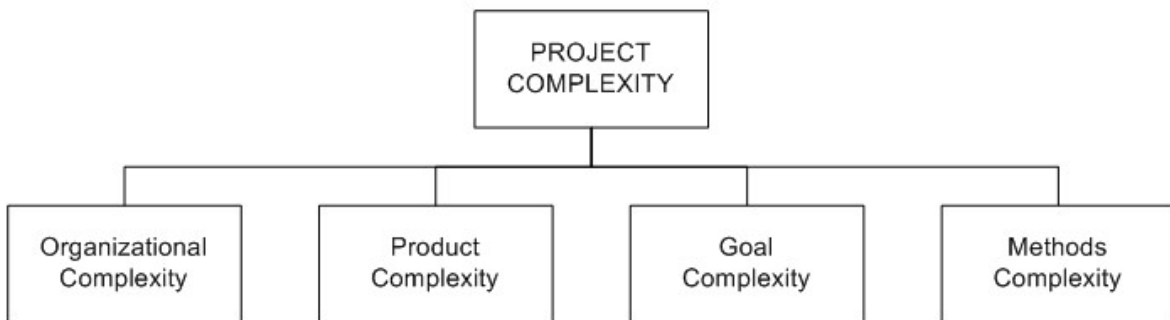 PROJECT
COMPLEXITY
Organizational
Complexity
Product
Complexity
Goal
Complexity
Methods
Complexity